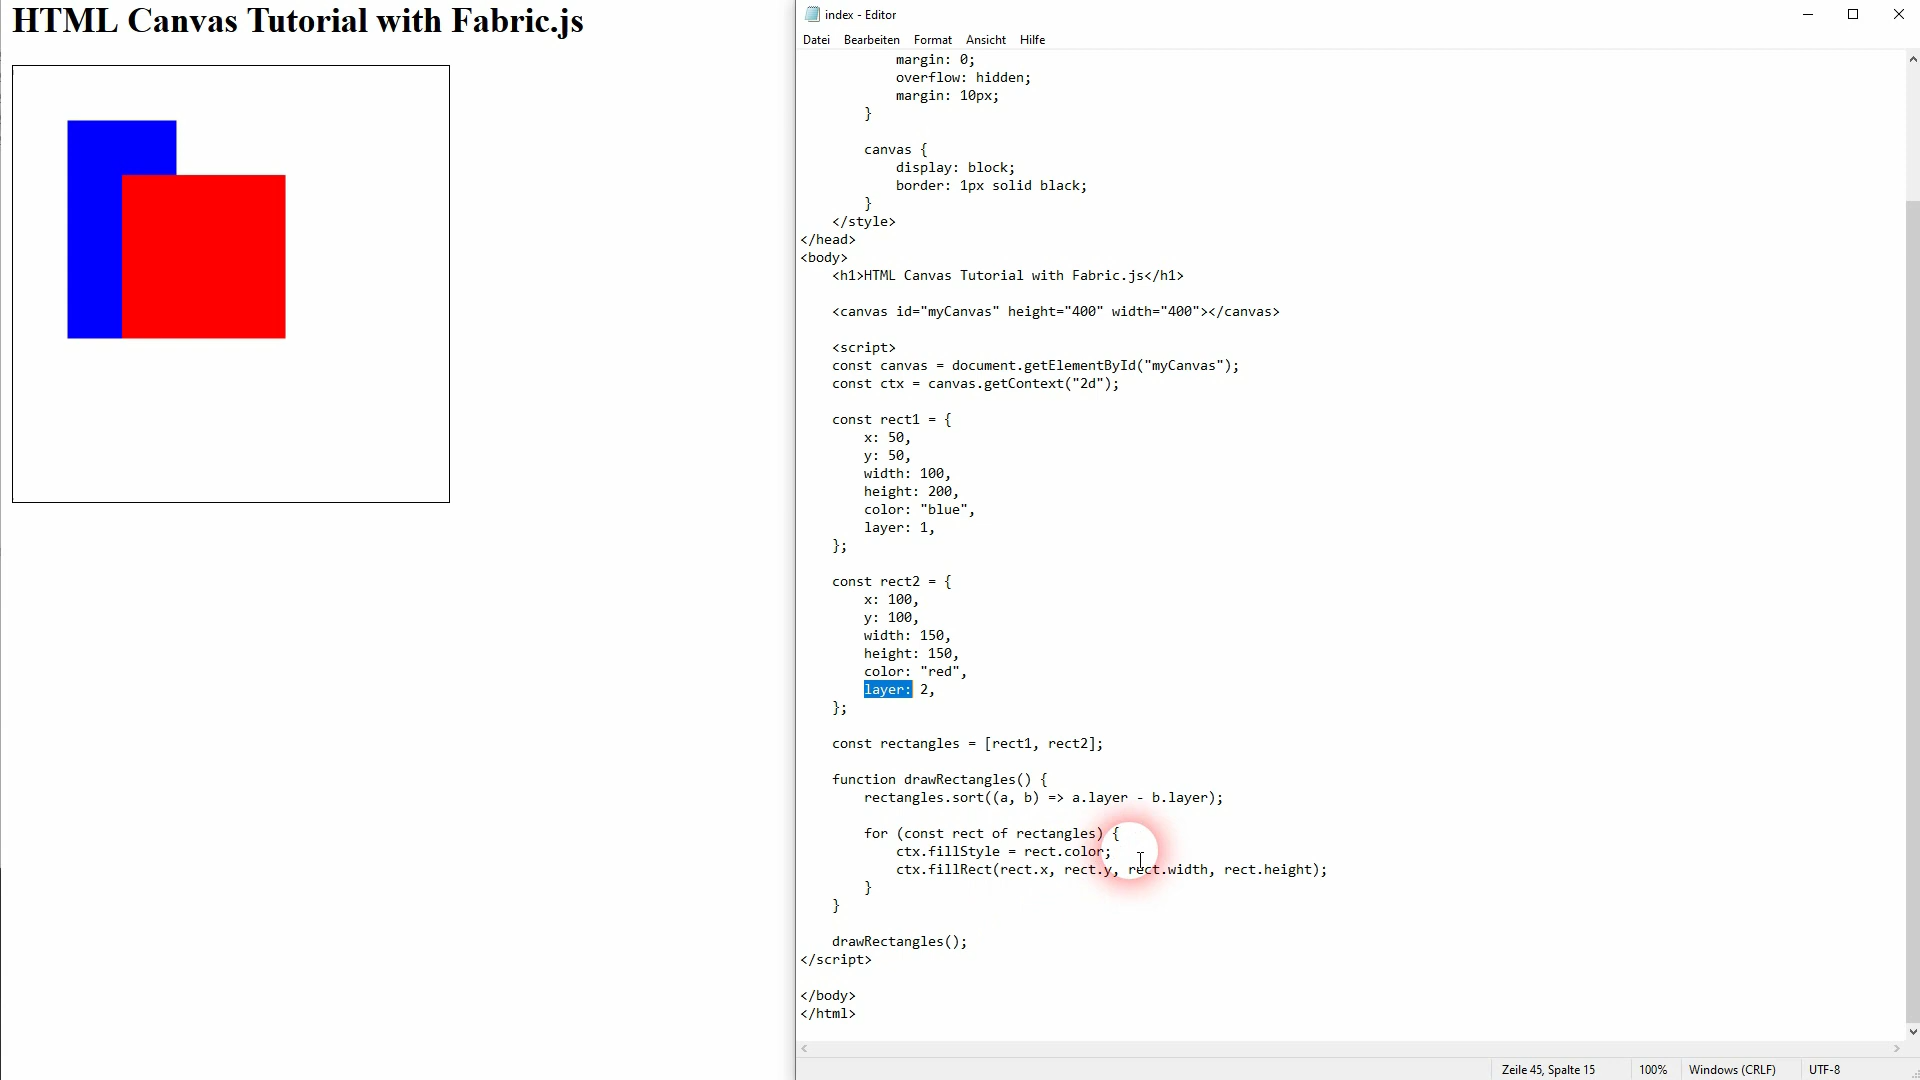 HTML Canvas Tutorial with Fabric.js
index - Editor
Datei Bearbeiten Format Ansicht Hilfe
margin: 0;
overflow: hidden;
margin: 10px;
}
canvas {
display: block;
border: 1px solid black;
}
</style>
</head>
<body>
<h1>HTML Canvas Tutorial with Fabric.js</h1>
<canvas id="myCanvas" height="400" width="400"></canvas>
<script>
const canvas = document.getElementById("myCanvas");
const ctx = canvas.getContext("2d");
const rect1 = {
x: 50,
y: 50,
width: 100,
height: 200,
color: "blue",
layer: 1,
};
const rect2 = {
x: 100,
y: 100,
width: 150,
height: 150,
color: "red",
layer: 2,
};
const rectangles = [rect1, rect2];
function drawRectangles() {
rectangles.sort((a, b) => a.layer - b.layer);
for (const rect of rectangles) {
ctx.fillStyle = rect.color;
ctx.fillRect(rect.x, rect.y, rect.width, rect.height);
}
}
drawRectangles();
</script>
</body>
</html>
Zeile 45, Spalte 15 100% Windows (CRLF) UTF-8